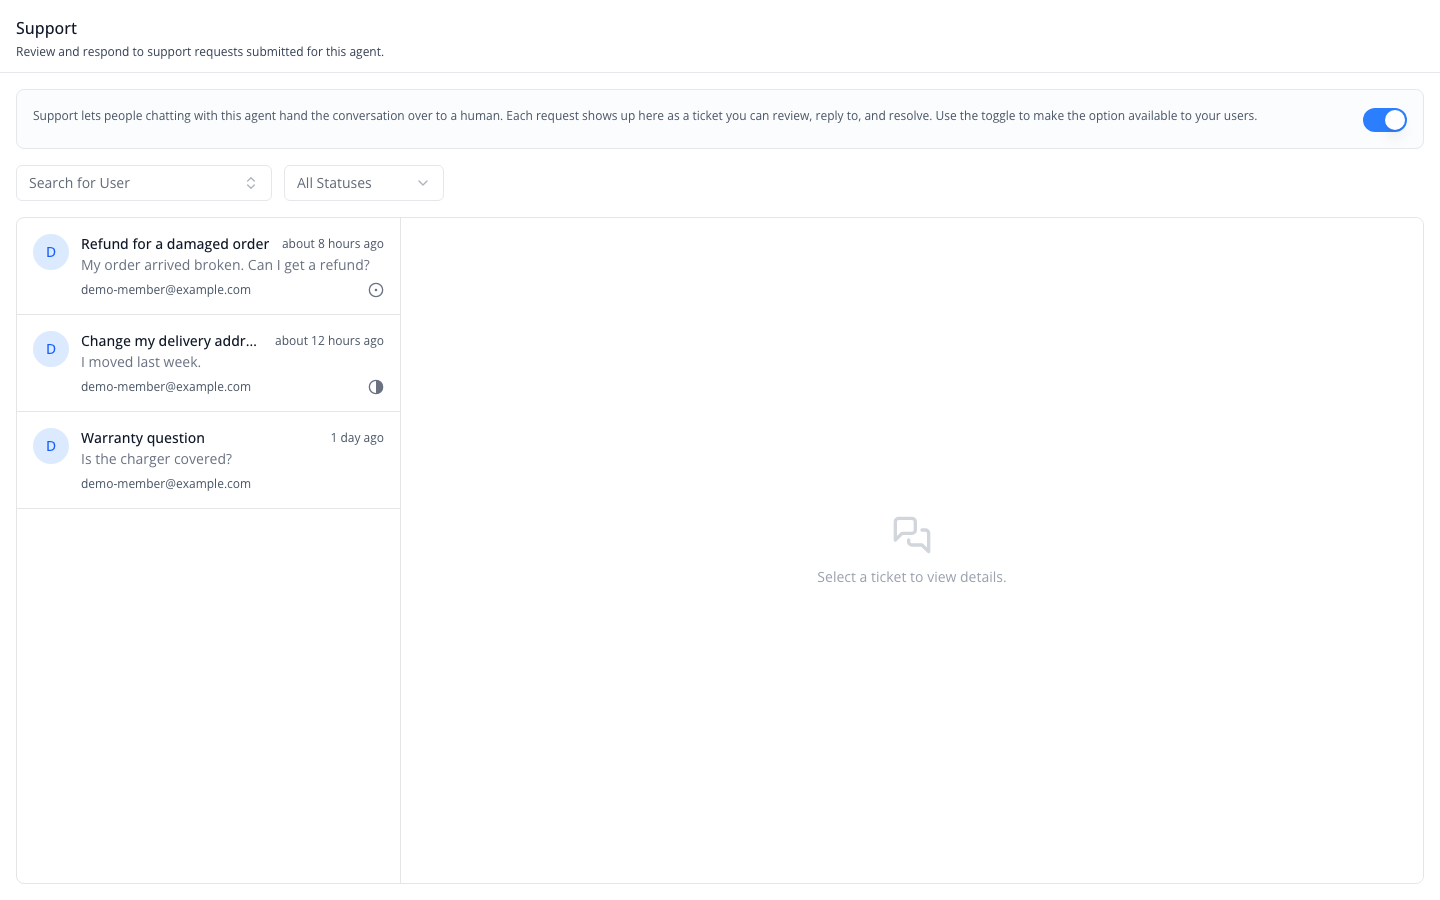 Support
Review and respond to support requests submitted for this agent.
Support lets people chatting with this agent hand the conversation over to a human. Each request shows up here as a ticket you can review, reply to, and resolve. Use the toggle to make the option available to your users.
Search for User
All Statuses
D
Refund for a damaged order about 8 hours ago
My order arrived broken. Can I get a refund?
demo-member@example.com
D
Change my delivery addr... about 12 hours ago
I moved last week.
demo-member@example.com
D
Warranty question 1 day ago
Is the charger covered?
demo-member@example.com
Select a ticket to view details.